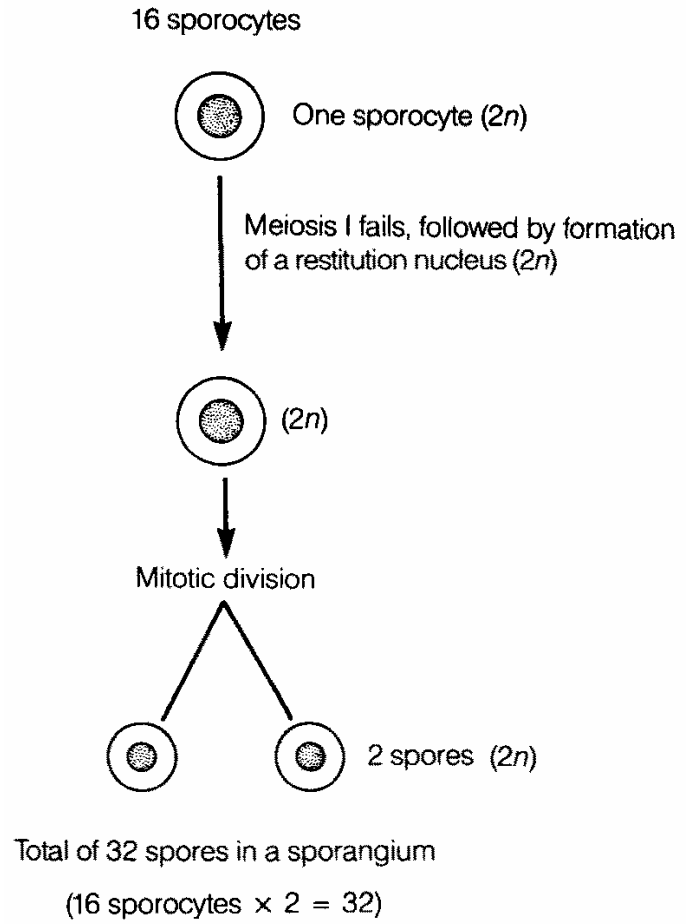 16 sporocytes
One sporocyte (2n)
Meiosis I fails, followed by formation
of a restitution nucleus (2n)
(2n)
Mitotic division
2 spores (2n)
Total of 32 spores in a sporangium
(16 sporocytes × 2 = 32)